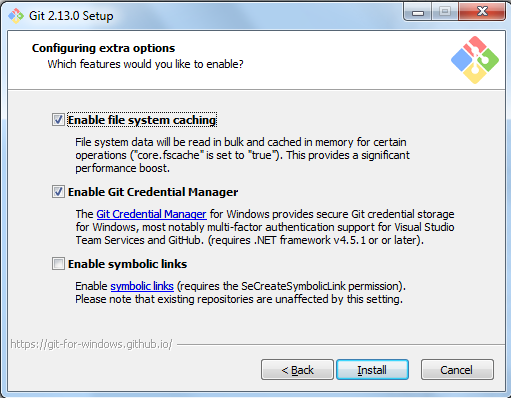 Git 2.13.0 Setup
Configuring extra options
Which features would you like to enable?
Enable file system caching
File system data will be read in bulk and cached in memory for certain
operations ("core.fscache" is set to "true"). This provides a significant
performance boost.
Enable Git Credential Manager
The Git Credential Manager for Windows provides secure Git credential storage
for Windows, most notably multi-factor authentication support for Visual Studio
Team Services and GitHub. (requires .NET framework v4.5.1 or or later).
Enable symbolic links
Enable symbolic links (requires the SeCreateSymbolicLink permission).
Please note that existing repositories are unaffected by this setting.
https://git-for-windows.github.io/
< Back
Install
Cancel